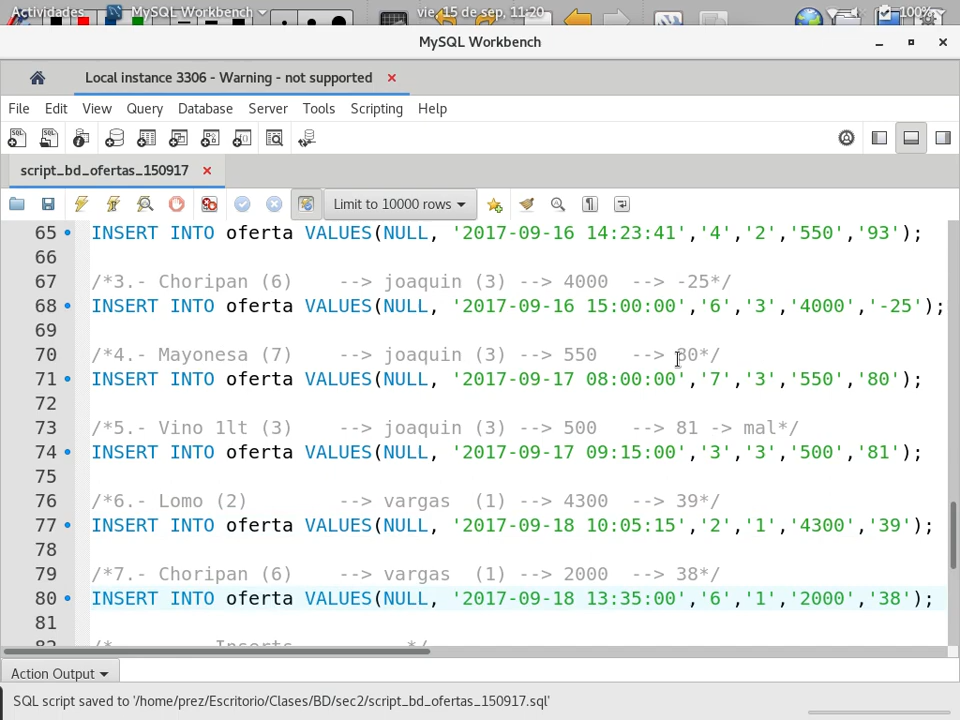 Actividades MySQL Workbench vie, 15 de sep, 11:20 100%
MySQL Workbench
Local instance 3306 - Warning - not supported
File Edit View Query Database Server Tools Scripting Help
script_bd_ofertas_150917
Limit to 10000 rows
65 INSERT INTO oferta VALUES(NULL, '2017-09-16 14:23:41','4','2','550','93');
66
67 /*3.- Choripan (6) --> joaquin (3) --> 4000 --> -25*/
68 INSERT INTO oferta VALUES(NULL, '2017-09-16 15:00:00','6','3','4000','-25');
69
70 /*4.- Mayonesa (7) --> joaquin (3) --> 550 --> 80*/
71 INSERT INTO oferta VALUES(NULL, '2017-09-17 08:00:00','7','3','550','80');
72
73 /*5.- Vino 1lt (3) --> joaquin (3) --> 500 --> 81 -> mal*/
74 INSERT INTO oferta VALUES(NULL, '2017-09-17 09:15:00','3','3','500','81');
75
76 /*6.- Lomo (2) --> vargas (1) --> 4300 --> 39*/
77 INSERT INTO oferta VALUES(NULL, '2017-09-18 10:05:15','2','1','4300','39');
78
79 /*7.- Choripan (6) --> vargas (1) --> 2000 --> 38*/
80 INSERT INTO oferta VALUES(NULL, '2017-09-18 13:35:00','6','1','2000','38');
81
Action Output
SQL script saved to '/home/prez/Escritorio/Clases/BD/sec2/script_bd_ofertas_150917.sql'